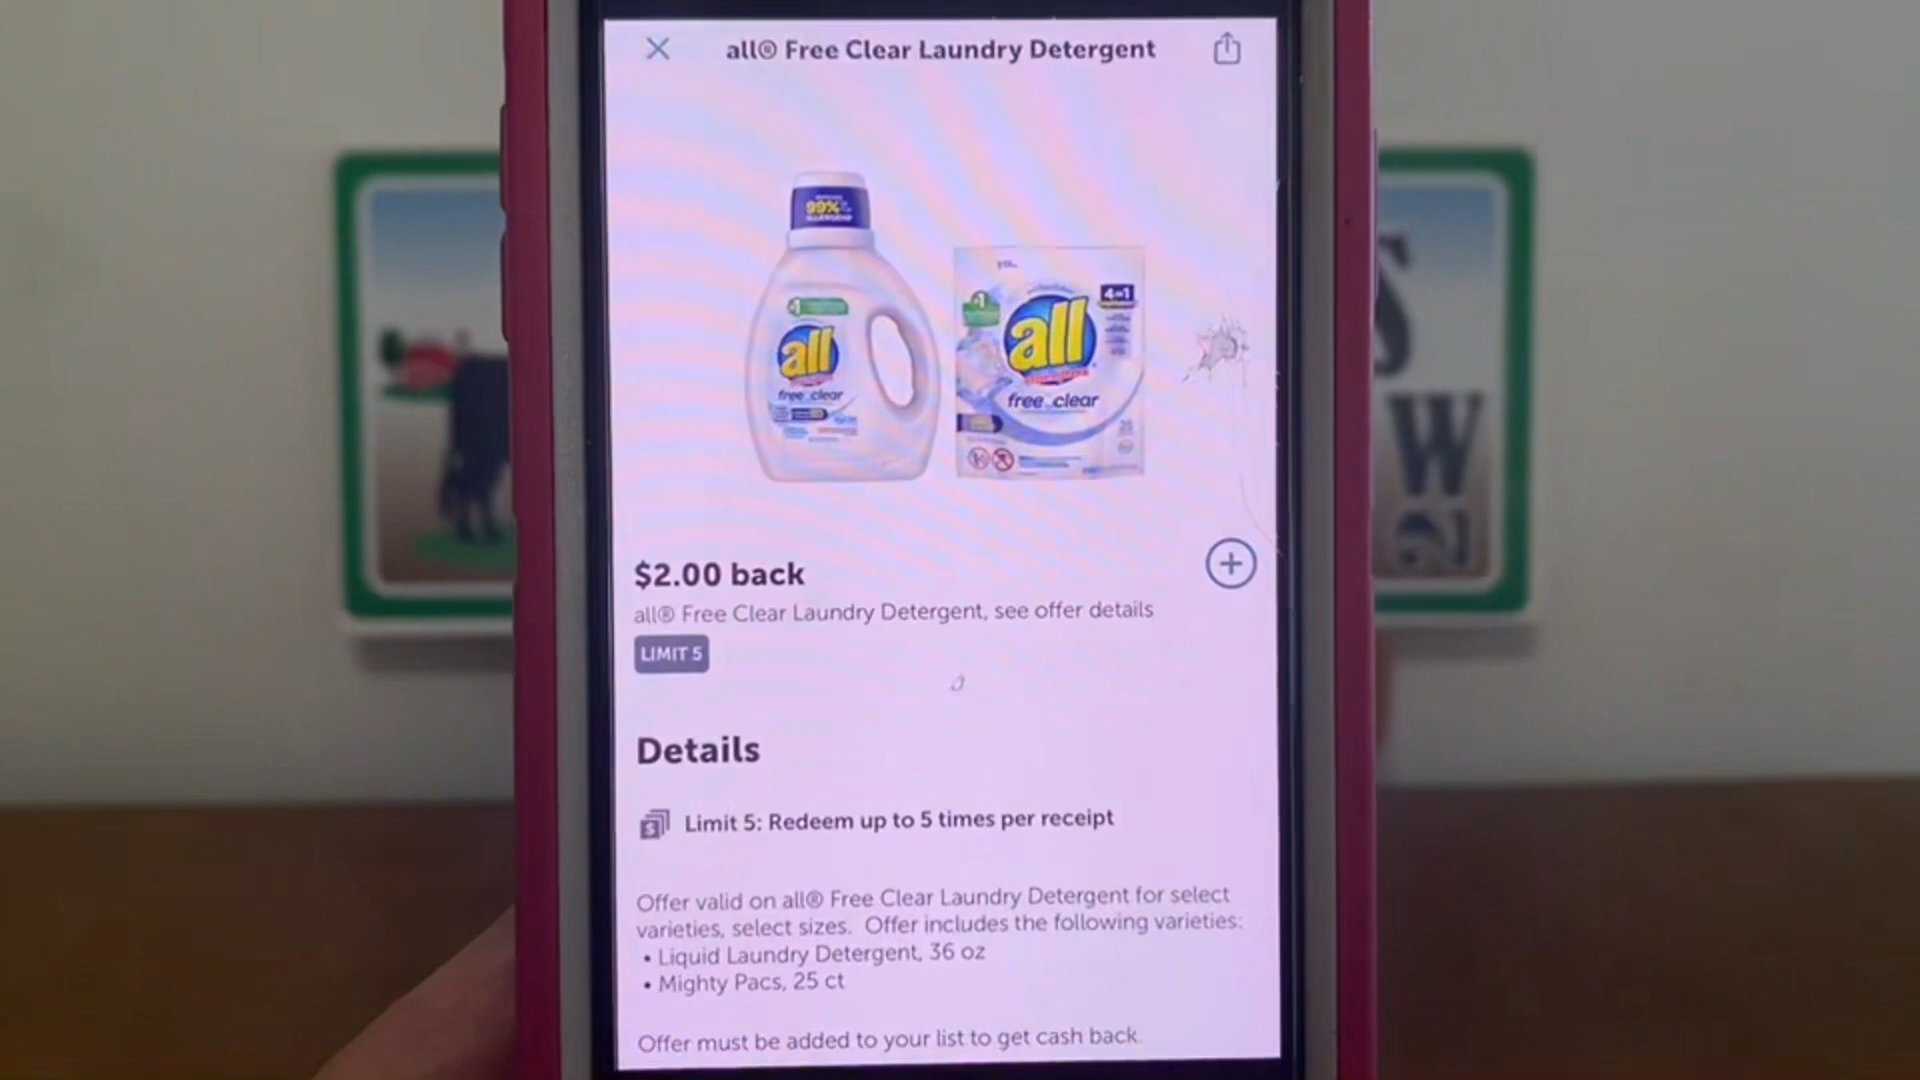 all® Free Clear Laundry Detergent
99%
#1
all
free clear
#1
4in1
all
free clear
$2.00 back
all® Free Clear Laundry Detergent, see offer details
LIMIT 5
Details
Limit 5: Redeem up to 5 times per receipt
Offer valid on all® Free Clear Laundry Detergent for select
varieties, select sizes. Offer includes the following varieties:
• Liquid Laundry Detergent, 36 oz
• Mighty Pacs, 25 ct
Offer must be added to your list to get cash back.
S
W